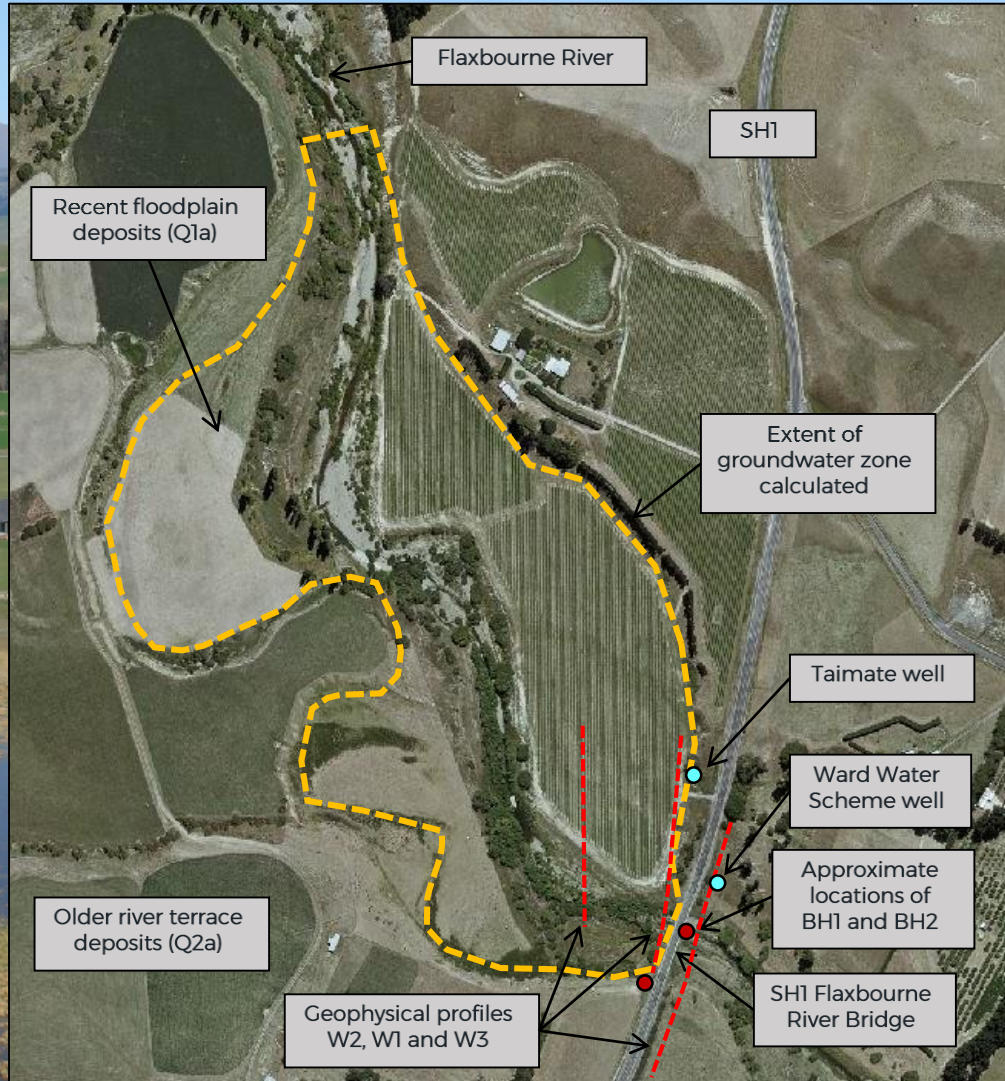 Flaxbourne River
SH1
Recent floodplain
deposits (Q1a)
Extent of
groundwater zone
calculated
Taimate well
Ward Water
Scheme well
Approximate
locations of
BH1 and BH2
Older river terrace
deposits (Q2a)
Geophysical profiles
W2, W1 and W3
SH1 Flaxbourne
River Bridge